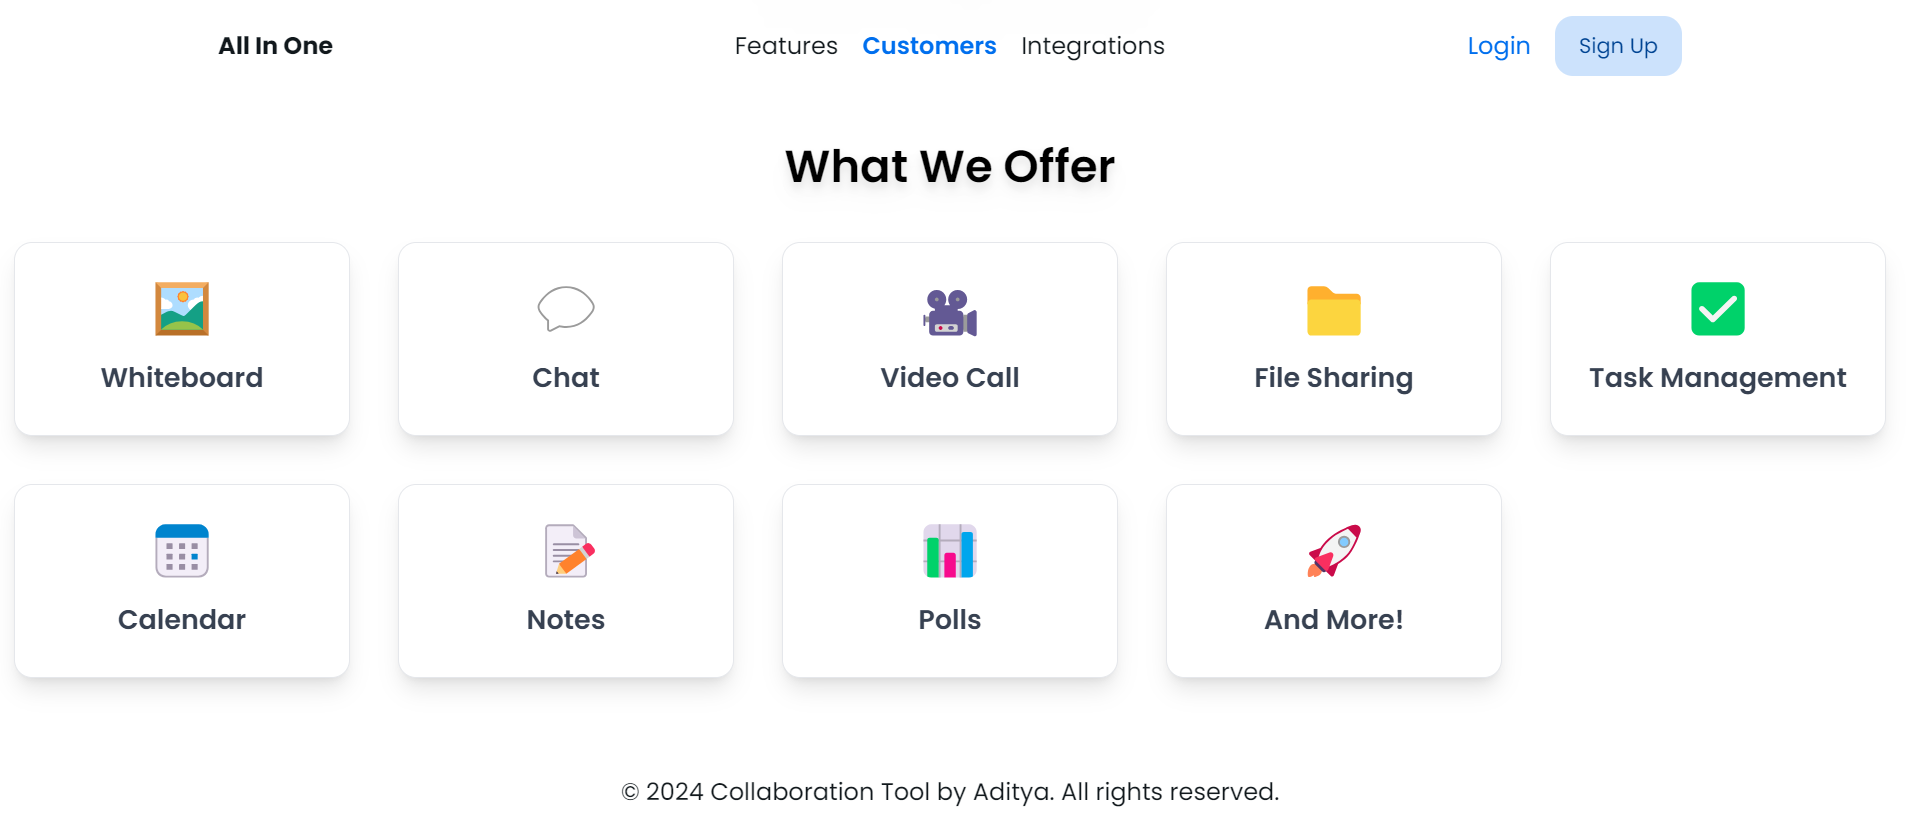 All In One
Features Customers Integrations
Login Sign Up
What We Offer
Whiteboard
Chat
Video Call
File Sharing
Task Management
Calendar
Notes
Polls
And More!
© 2024 Collaboration Tool by Aditya. All rights reserved.